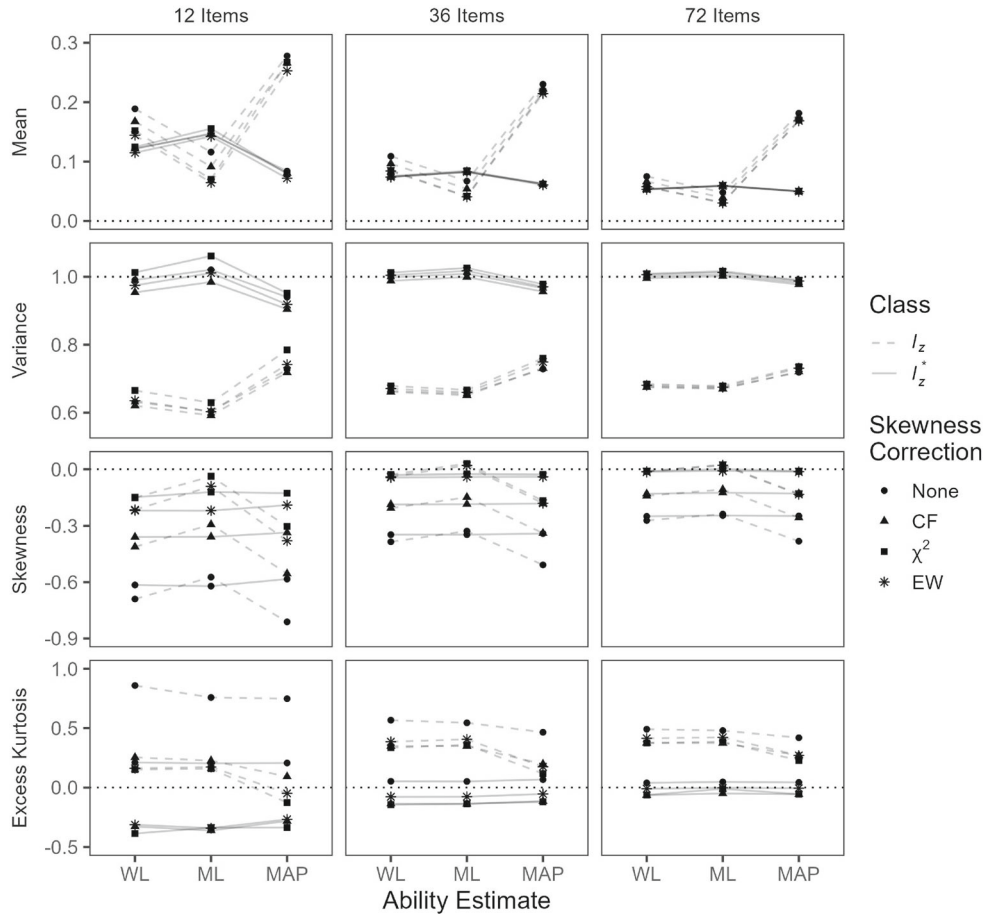 12 Items 36 Items 72 Items
Mean
0.3
0.2
0.1
0.0
Variance
1.0
0.8
0.6
Skewness
0.0
-0.3
-0.6
-0.9
Excess Kurtosis
1.0
0.5
0.0
-0.5
WL ML MAP WL ML MAP WL ML MAP
Ability Estimate
Class
l_z
l_z^*
Skewness
Correction
None
CF
χ²
EW